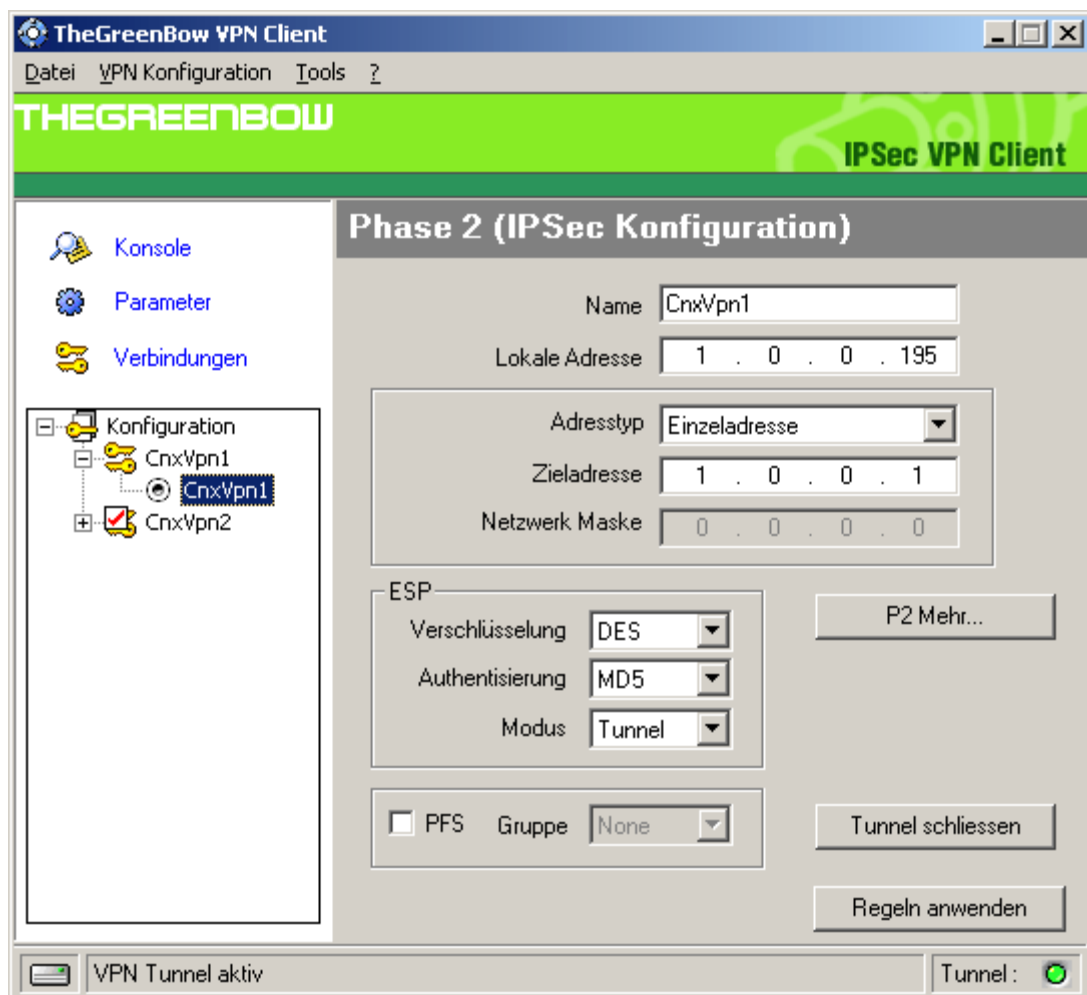 TheGreenBow VPN Client
Datei VPN Konfiguration Tools ?
THEGREENBOW
IPSec VPN Client
Konsole
Parameter
Verbindungen
Konfiguration
CnxVpn1
CnxVpn1
CnxVpn2
Phase 2 (IPSec Konfiguration)
Name CnxVpn1
Lokale Adresse 1 . 0 . 0 . 195
Adresstyp Einzeladresse
Zieladresse 1 . 0 . 0 . 1
Netzwerk Maske 0 . 0 . 0 . 0
ESP
Verschlüsselung DES
Authentisierung MD5
Modus Tunnel
P2 Mehr...
PFS Gruppe None
Tunnel schliessen
Regeln anwenden
VPN Tunnel aktiv
Tunnel :